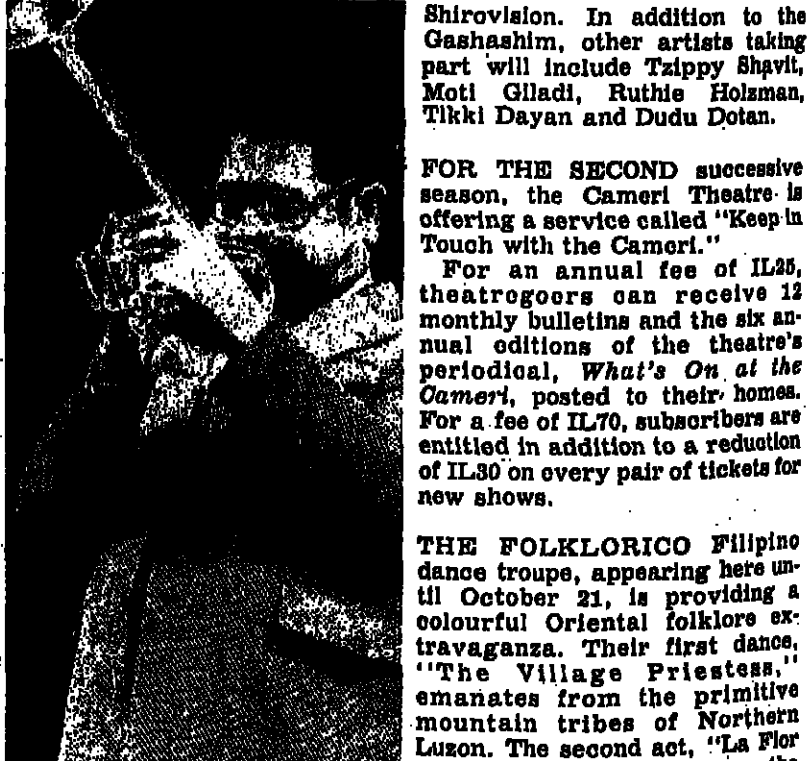 Shirovision. In addition to the
Gashashim, other artists taking
part will include Tzippy Shavit,
Moti Giladi, Ruthie Holzman,
Tikki Dayan and Dudu Dotan.
FOR THE SECOND successive
season, the Cameri Theatre is
offering a service called "Keep in
Touch with the Cameri."
For an annual fee of IL25,
theatregoers can receive 12
monthly bulletins and the six an-
nual editions of the theatre's
periodical, What's On at the
Cameri, posted to their homes.
For a fee of IL70, subscribers are
entitled in addition to a reduction
of IL30 on every pair of tickets for
new shows.
THE FOLKLORICO Filipino
dance troupe, appearing here un-
til October 21, is providing a
colourful Oriental folklore ex-
travaganza. Their first dance,
"The Village Priestess,"
emanates from the primitive
mountain tribes of Northern
Luzon. The second act, "La Flor
the